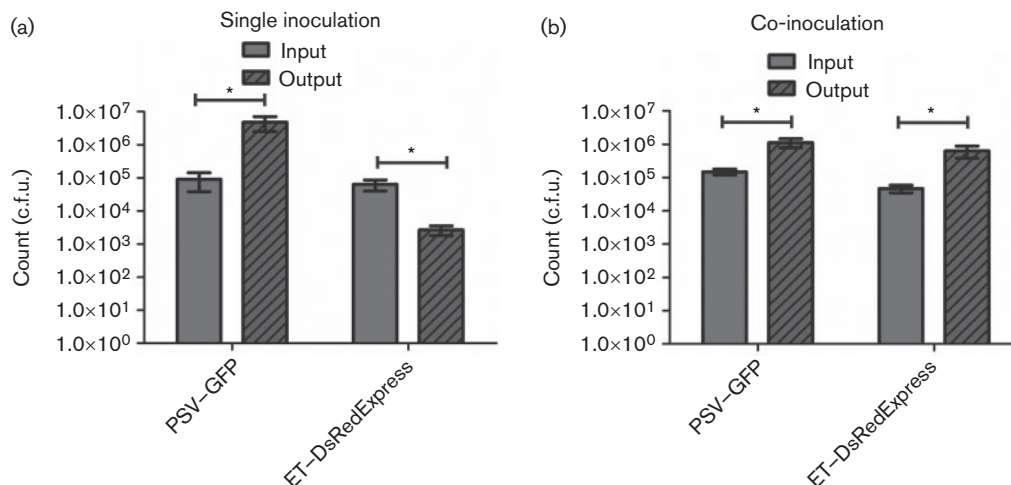 (a)
Single inoculation
Input
Output
Count (c.f.u.)
1.0×10⁷
1.0×10⁶
1.0×10⁵
1.0×10⁴
1.0×10³
1.0×10²
1.0×10¹
1.0×10⁰
*
*
PSV–GFP
ET–DsRedExpress
(b)
Co-inoculation
Input
Output
Count (c.f.u.)
1.0×10⁷
1.0×10⁶
1.0×10⁵
1.0×10⁴
1.0×10³
1.0×10²
1.0×10¹
1.0×10⁰
*
*
PSV–GFP
ET–DsRedExpress